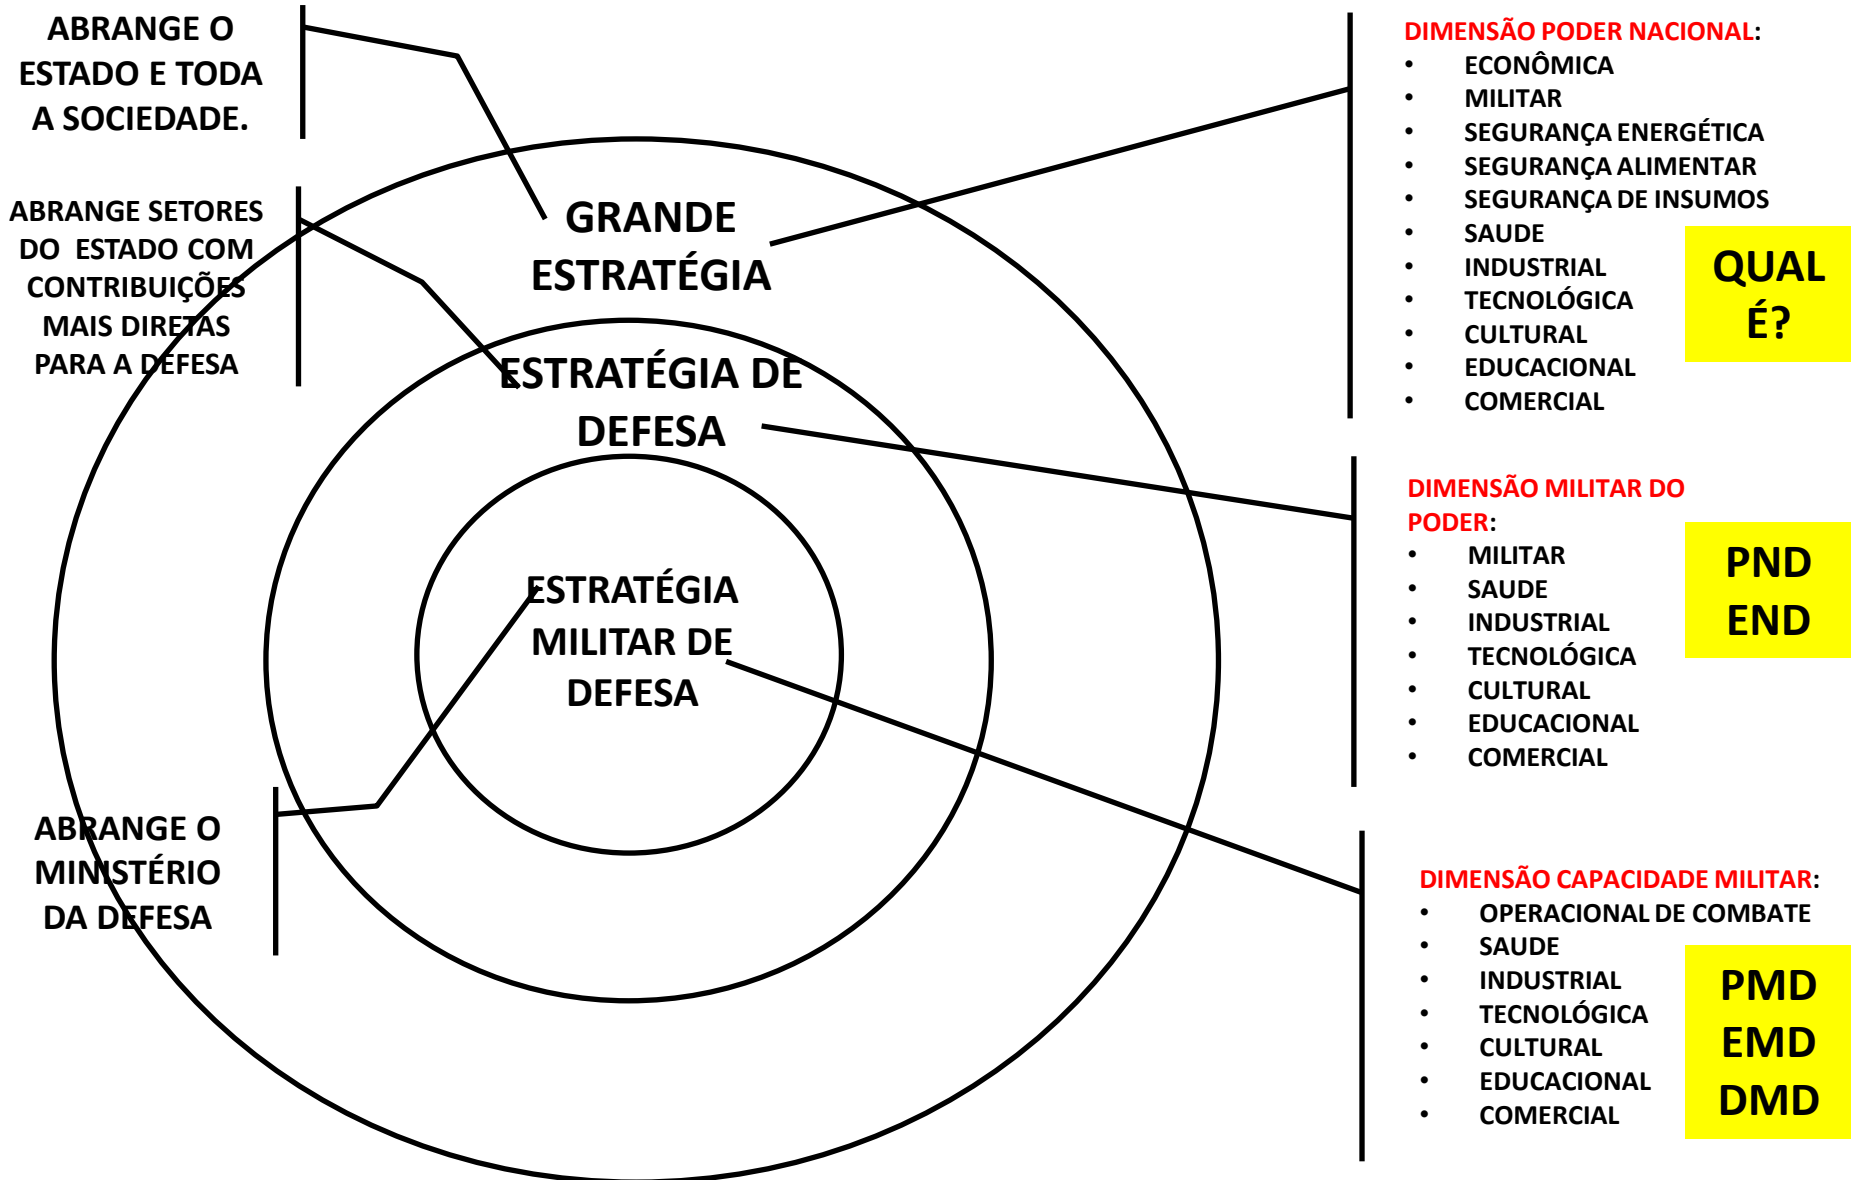 ABRANGE O
ESTADO E TODA
A SOCIEDADE.
ABRANGE SETORES
DO ESTADO COM
CONTRIBUIÇÕES
MAIS DIRETAS
PARA A DEFESA
ABRANGE O
MINISTÉRIO
DA DEFESA
GRANDE
ESTRATÉGIA
ESTRATÉGIA DE
DEFESA
ESTRATÉGIA
MILITAR DE
DEFESA
DIMENSÃO PODER NACIONAL:
• ECONÔMICA
• MILITAR
• SEGURANÇA ENERGÉTICA
• SEGURANÇA ALIMENTAR
• SEGURANÇA DE INSUMOS
• SAUDE
• INDUSTRIAL
• TECNOLÓGICA
• CULTURAL
• EDUCACIONAL
• COMERCIAL
QUAL
É?
DIMENSÃO MILITAR DO
PODER:
• MILITAR
• SAUDE
• INDUSTRIAL
• TECNOLÓGICA
• CULTURAL
• EDUCACIONAL
• COMERCIAL
PND
END
DIMENSÃO CAPACIDADE MILITAR:
• OPERACIONAL DE COMBATE
• SAUDE
• INDUSTRIAL
• TECNOLÓGICA
• CULTURAL
• EDUCACIONAL
• COMERCIAL
PMD
EMD
DMD